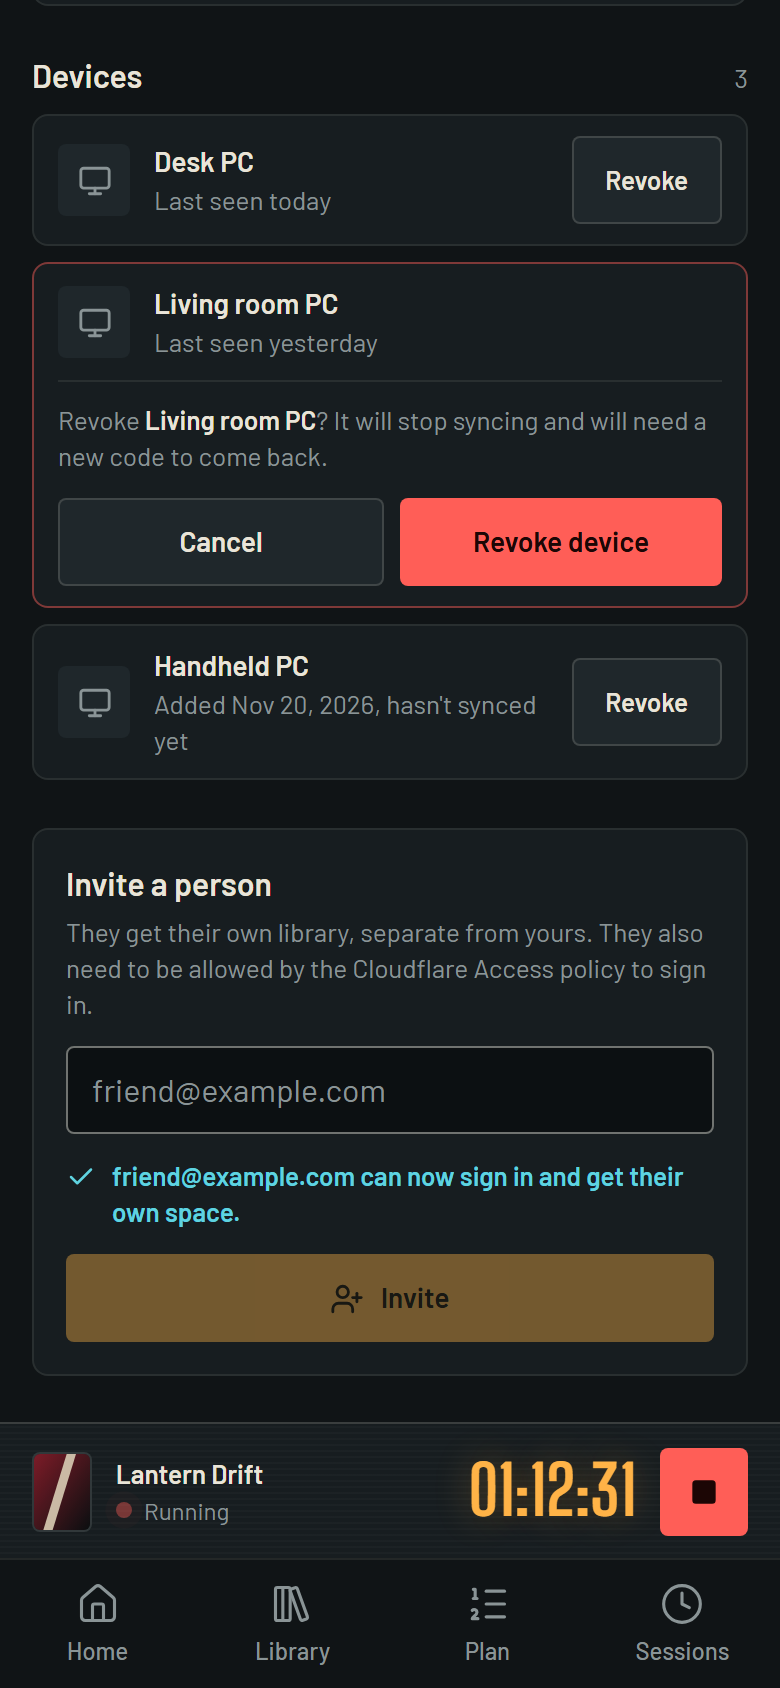 Devices
3
Desk PC
Last seen today
Revoke
Living room PC
Last seen yesterday
Revoke Living room PC? It will stop syncing and will need a
new code to come back.
Cancel
Revoke device
Handheld PC
Added Nov 20, 2026, hasn't synced
yet
Revoke
Invite a person
They get their own library, separate from yours. They also
need to be allowed by the Cloudflare Access policy to sign
in.
friend@example.com
friend@example.com can now sign in and get their
own space.
Invite
Lantern Drift
Running
01:12:31
Home
Library
Plan
Sessions